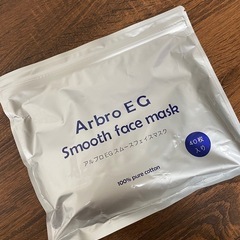 Arbro EG
Smooth face mask
アルブロEGスムースフェイスマスク
40枚
入り
100% pure cotton